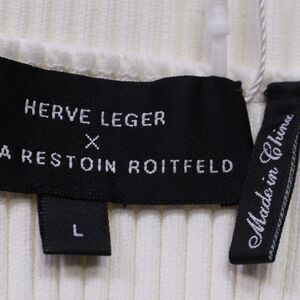 HERVE LEGER
X
A RESTOIN ROITFELD
L
Made in China